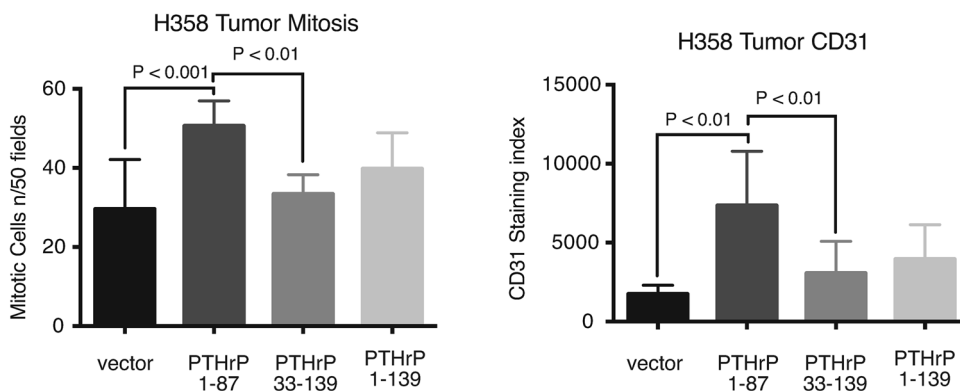 H358 Tumor Mitosis
P < 0.01
P < 0.001
60
40
20
0
Mitotic Cells n/50 fields
vector
PTHrP
1-87
PTHrP
33-139
PTHrP
1-139
H358 Tumor CD31
15000
10000
5000
0
P < 0.01
P < 0.01
CD31 Staining index
vector
PTHrP
1-87
PTHrP
33-139
PTHrP
1-139